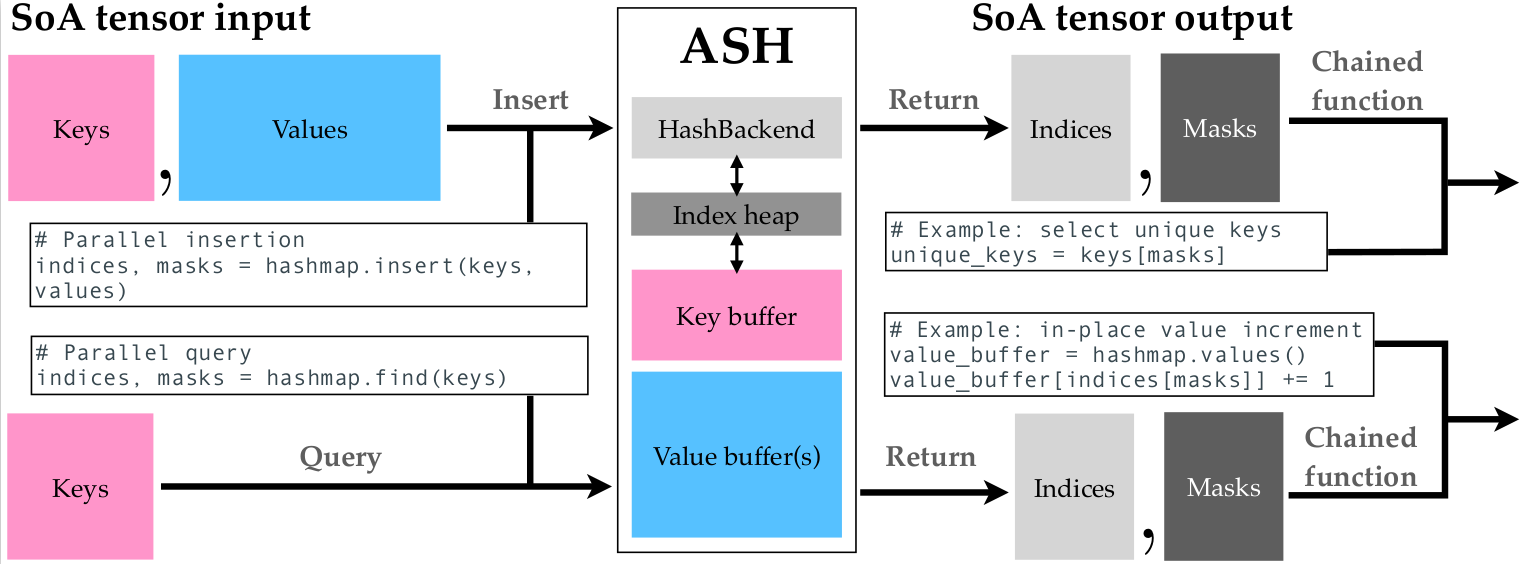 SoA tensor input
Keys
,
Values
Insert
# Parallel insertion
indices, masks = hashmap.insert(keys,
values)
# Parallel query
indices, masks = hashmap.find(keys)
Keys
Query
ASH
HashBackend
Index heap
Key buffer
Value buffer(s)
SoA tensor output
Return
Indices
,
Masks
Chained
function
# Example: select unique keys
unique_keys = keys[masks]
# Example: in-place value increment
value_buffer = hashmap.values()
value_buffer[indices[masks]] += 1
Return
Indices
,
Masks
Chained
function